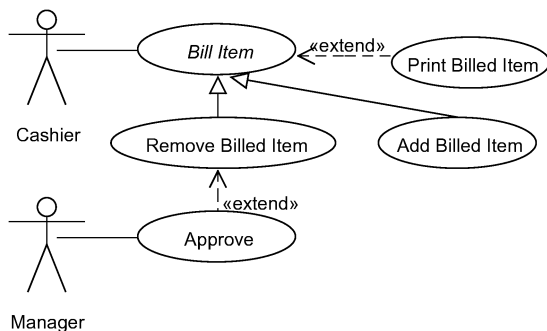 Bill Item
«extend»
Print Billed Item
Cashier
Remove Billed Item
Add Billed Item
«extend»
Approve
Manager